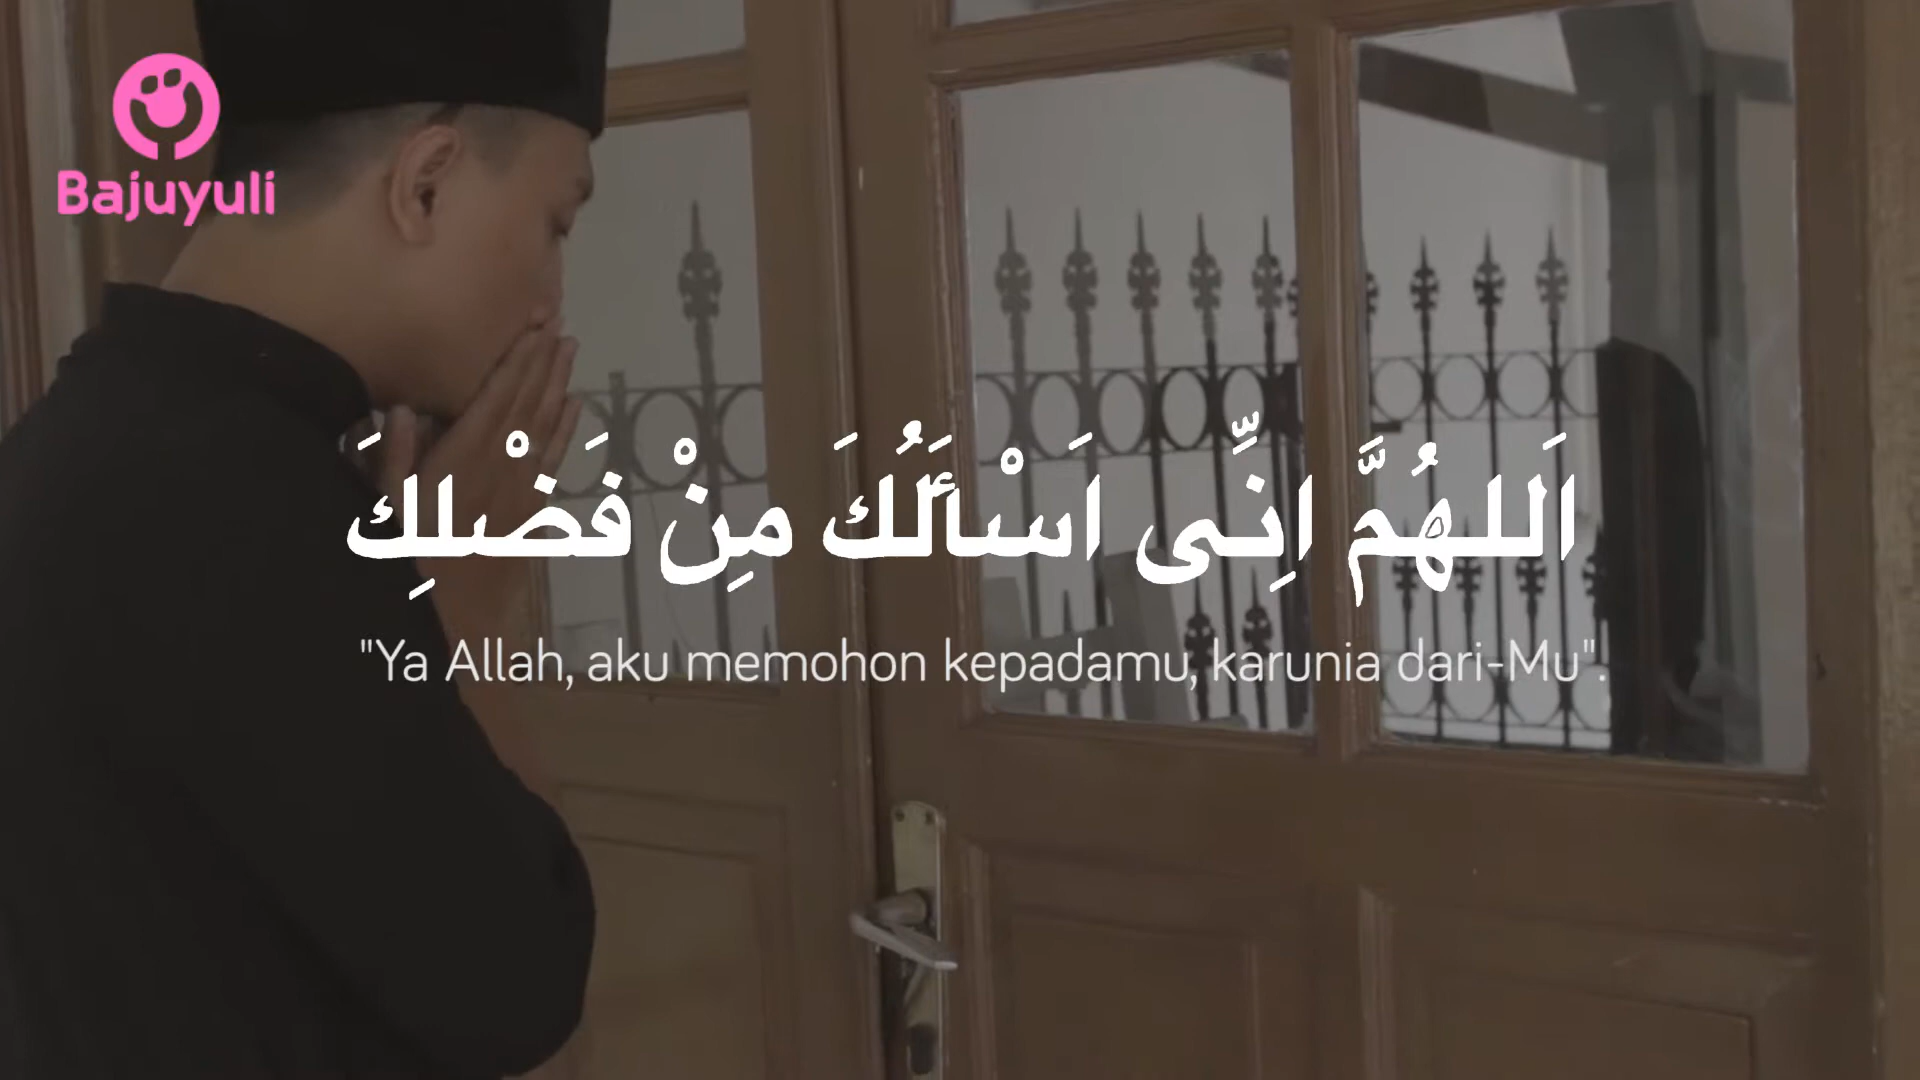 Bajuyuli
اَللهُمَّ اِنِّى اَسْأَلُكَ مِنْ فَضْلِكَ
"Ya Allah, aku memohon kepadamu, karunia dari-Mu".